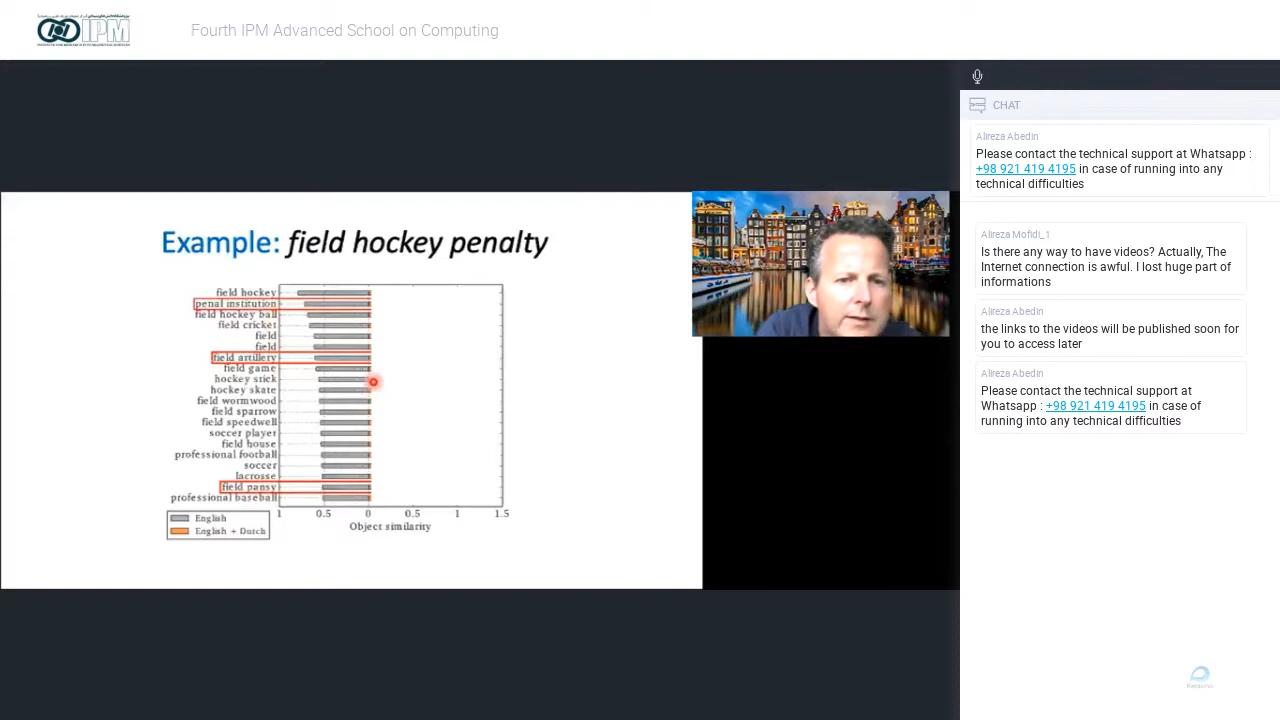 IPM
Fourth IPM Advanced School on Computing
CHAT
Alireza Abedin
Please contact the technical support at Whatsapp :
+98 921 419 4195 in case of running into any
technical difficulties
Alireza Mofidi_1
Is there any way to have videos? Actually, The
Internet connection is awful. I lost huge part of
informations
Alireza Abedin
the links to the videos will be published soon for
you to access later
Alireza Abedin
Please contact the technical support at
Whatsapp : +98 921 419 4195 in case of
running into any technical difficulties
Example: field hockey penalty
field hockey
penal institution
field hockey ball
field cricket
field
field
field artillery
field game
hockey stick
hockey skate
field wormwood
field sparrow
field speedwell
soccer player
field house
professional football
soccer
lacrosse
field pansy
professional baseball
1 0.5 0 0.5 1 1.5
Object similarity
English
English + Dutch